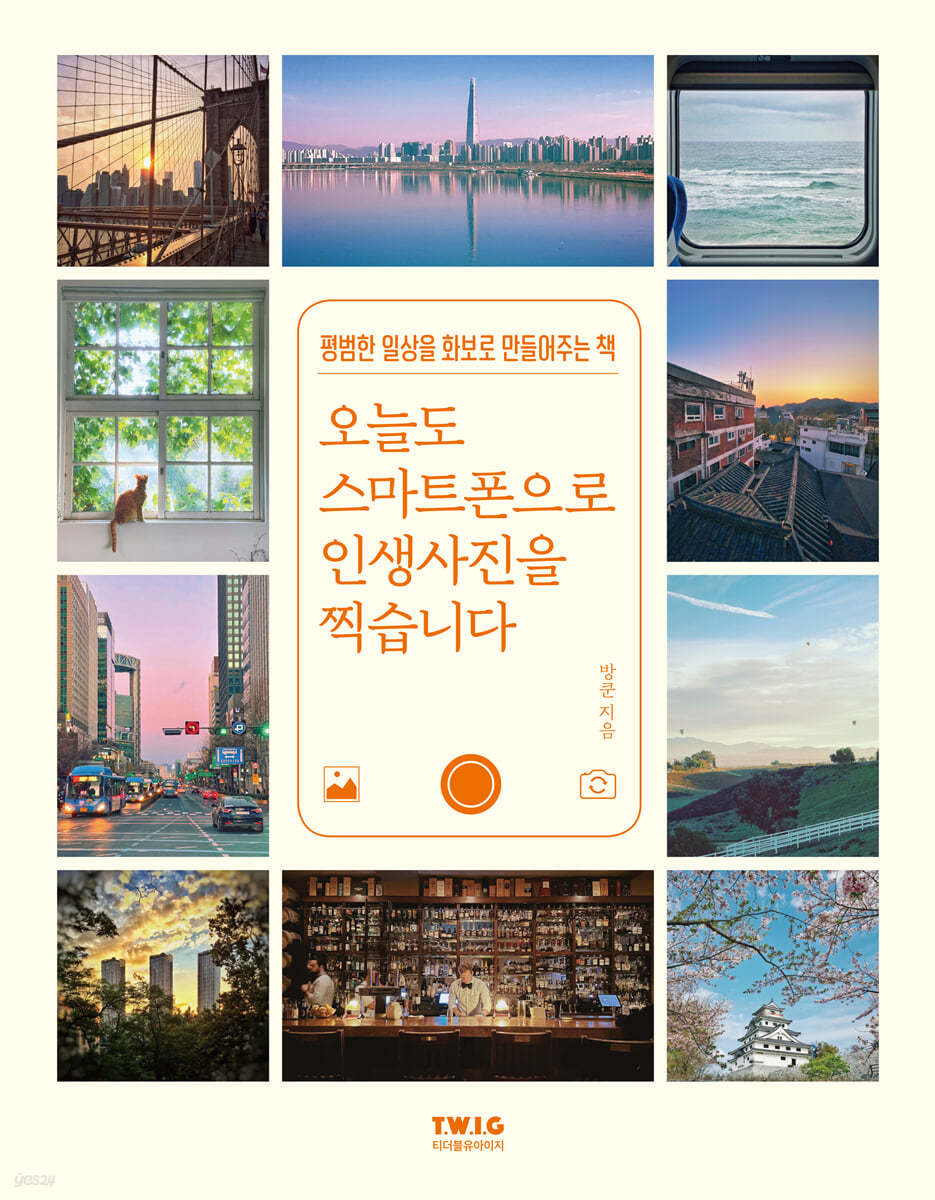 평범한 일상을 화보로 만들어주는 책
오늘도
스마트폰으로
인생사진을
찍습니다
방쿤 지음
T.W.I.G
티더블유아이지
yes24